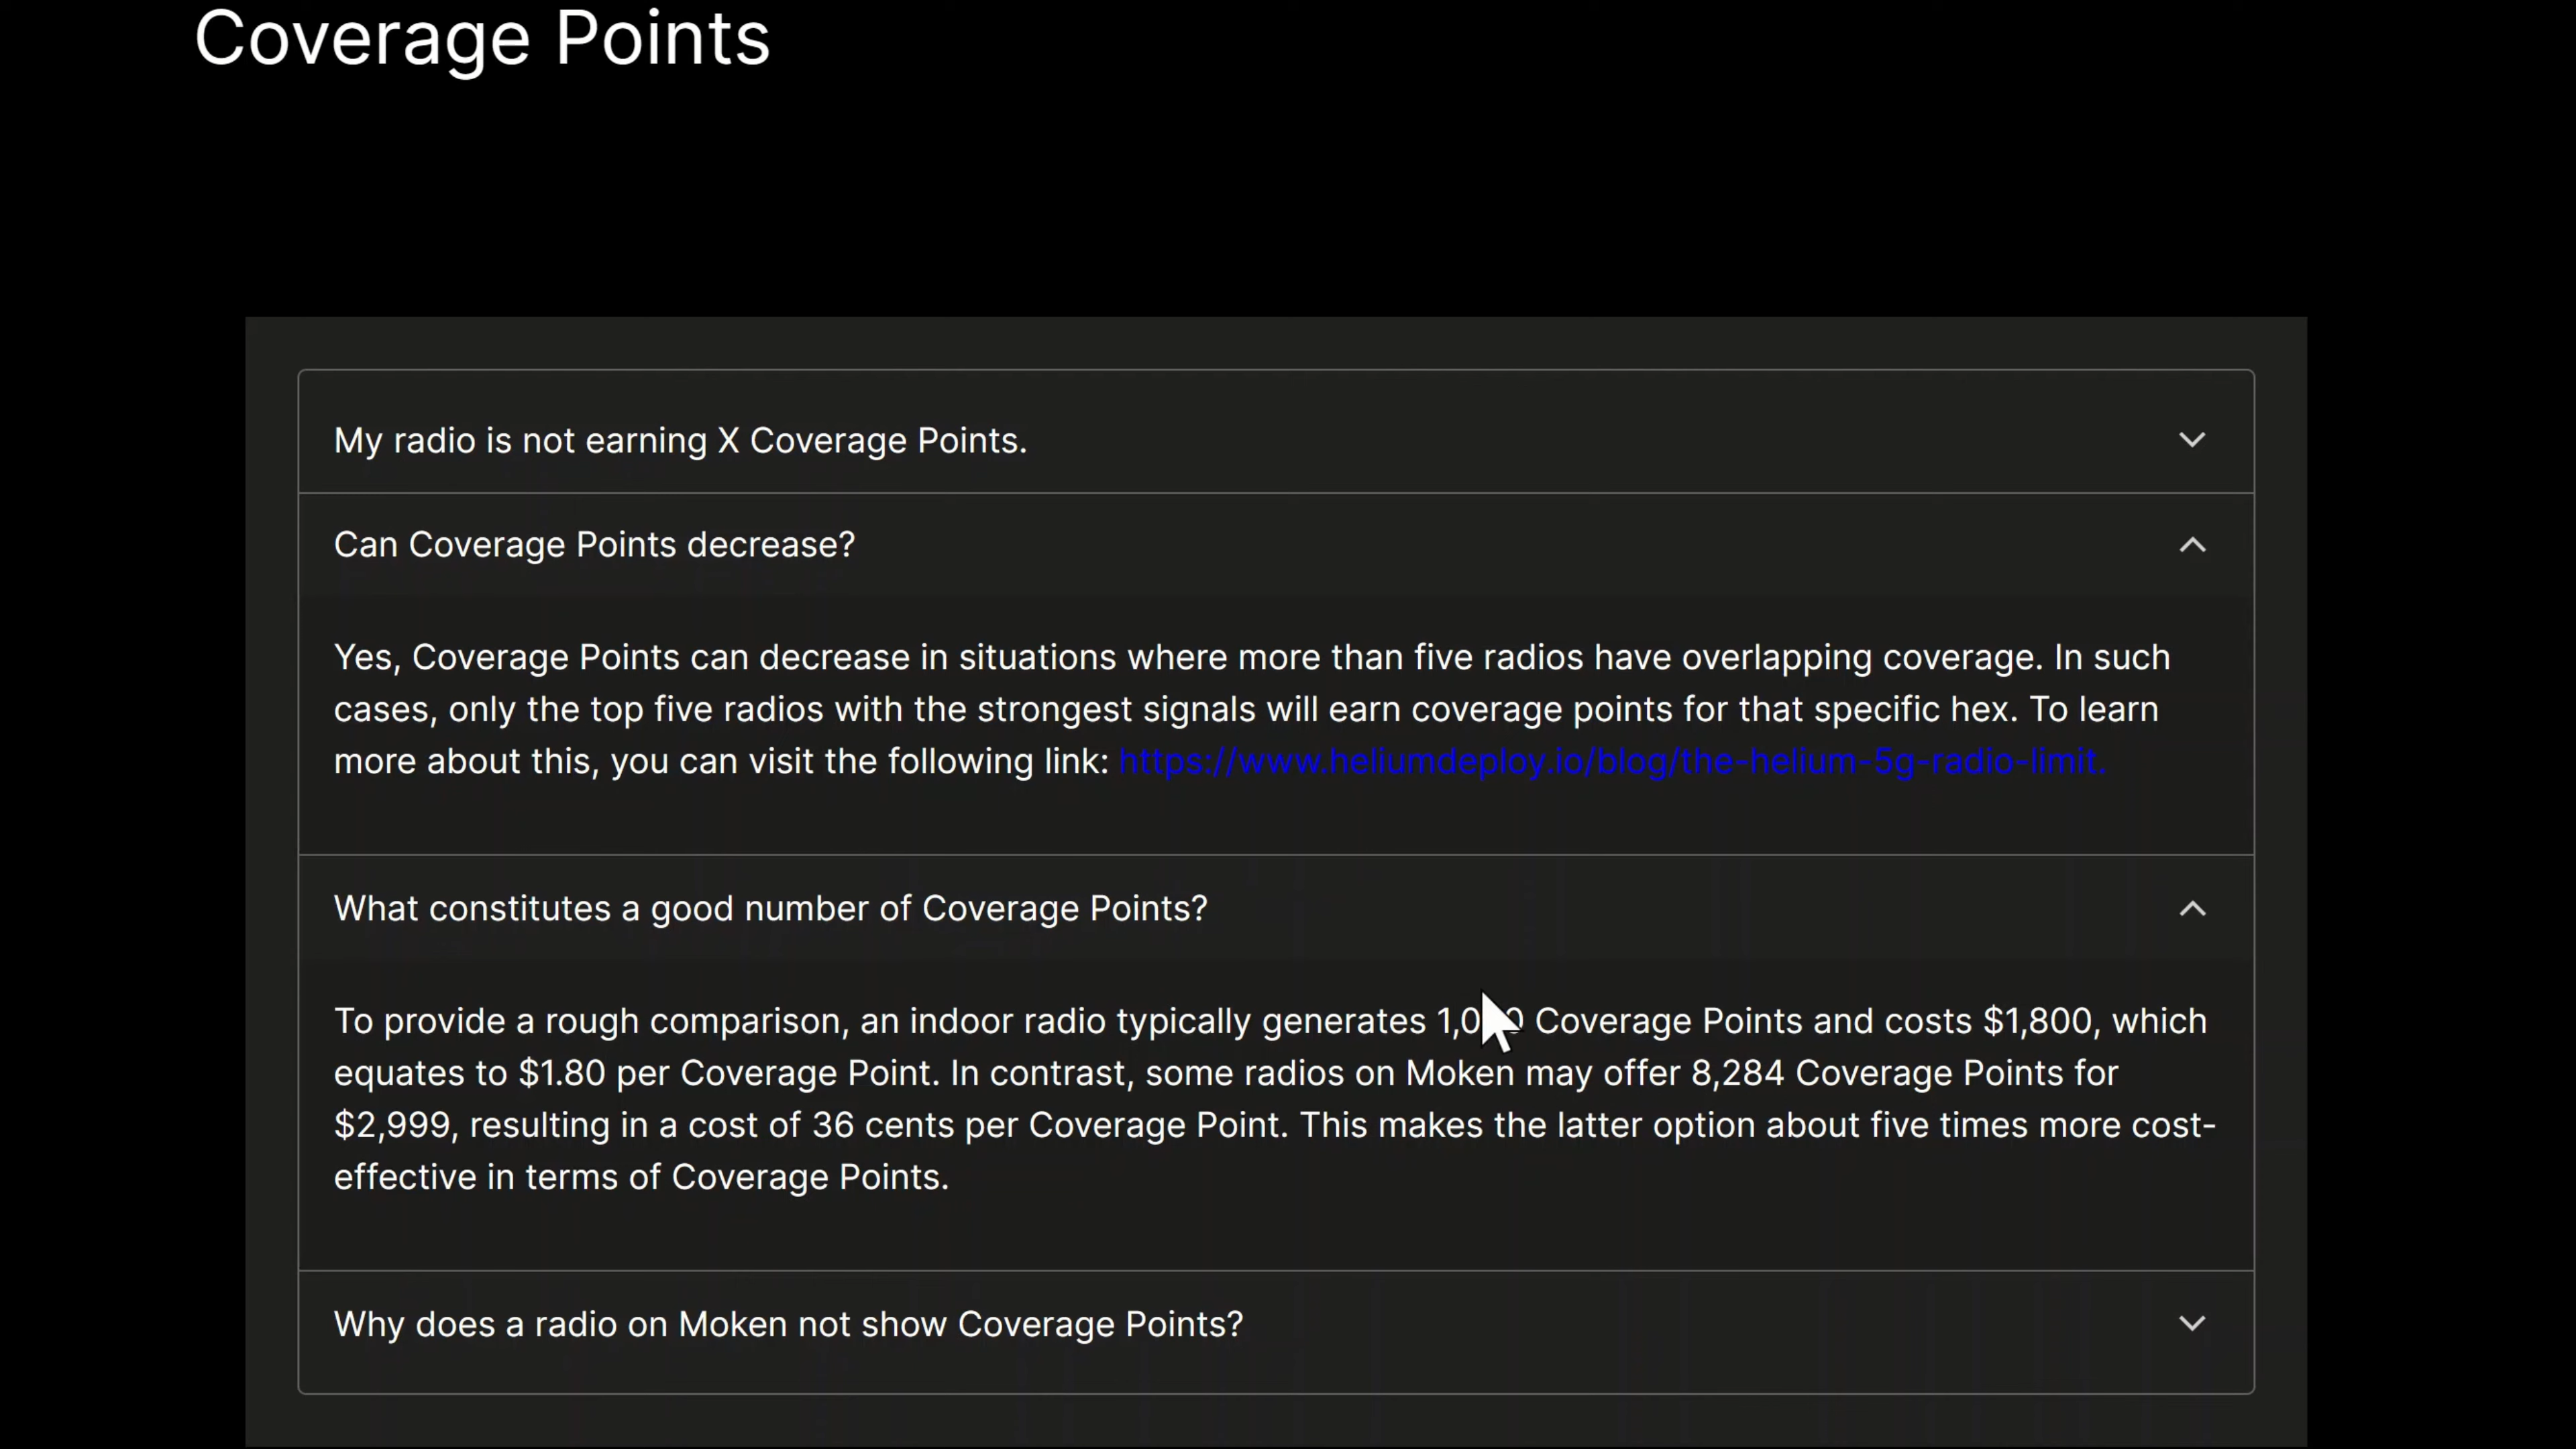 Coverage Points
My radio is not earning X Coverage Points.
Can Coverage Points decrease?
Yes, Coverage Points can decrease in situations where more than five radios have overlapping coverage. In such
cases, only the top five radios with the strongest signals will earn coverage points for that specific hex. To learn
more about this, you can visit the following link: https://www.heliumdeploy.io/blog/the-helium-5g-radio-limit.
What constitutes a good number of Coverage Points?
To provide a rough comparison, an indoor radio typically generates 1,000 Coverage Points and costs $1,800, which
equates to $1.80 per Coverage Point. In contrast, some radios on Moken may offer 8,284 Coverage Points for
$2,999, resulting in a cost of 36 cents per Coverage Point. This makes the latter option about five times more cost-
effective in terms of Coverage Points.
Why does a radio on Moken not show Coverage Points?